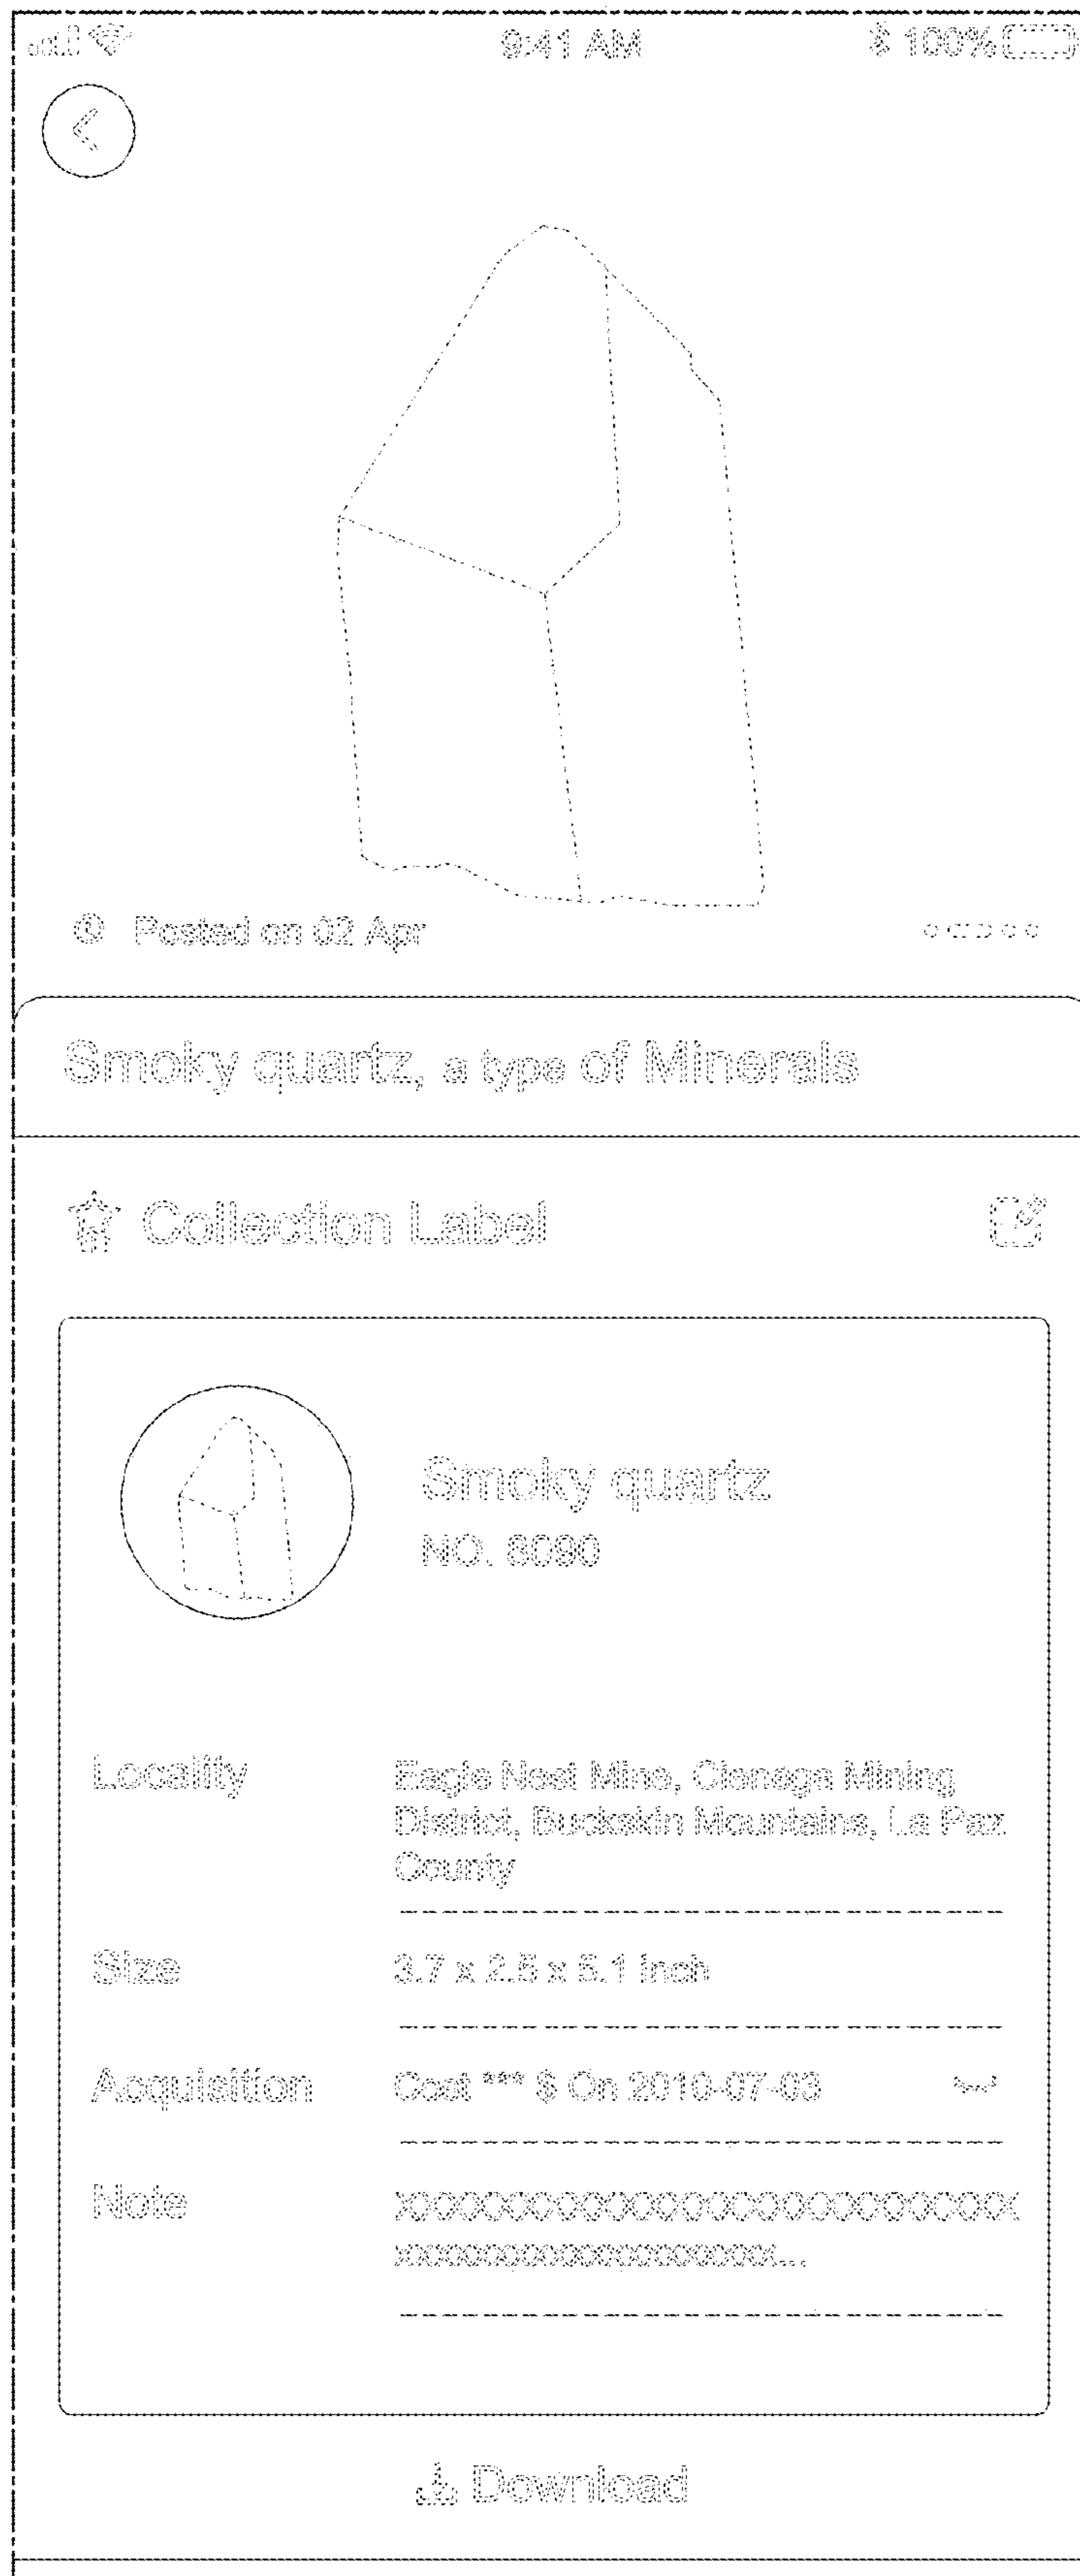 9:41 AM
100%
Posted on 02 Apr
Smoky quartz, a type of Minerals
Collection Label
Smoky quartz
NO. 8090
Locality
Eagle Nest Mine, Cienega Mining
District, Buckskin Mountains, La Paz
County
Size
3.7 x 2.5 x 5.1 inch
Acquisition
Cost *** $ On 2010-07-03
Note
XXXXXXXXXXXXXXXXXXXXXXXXXX
xxxxxxxxxxxxxxxxxxxxxx...
Download